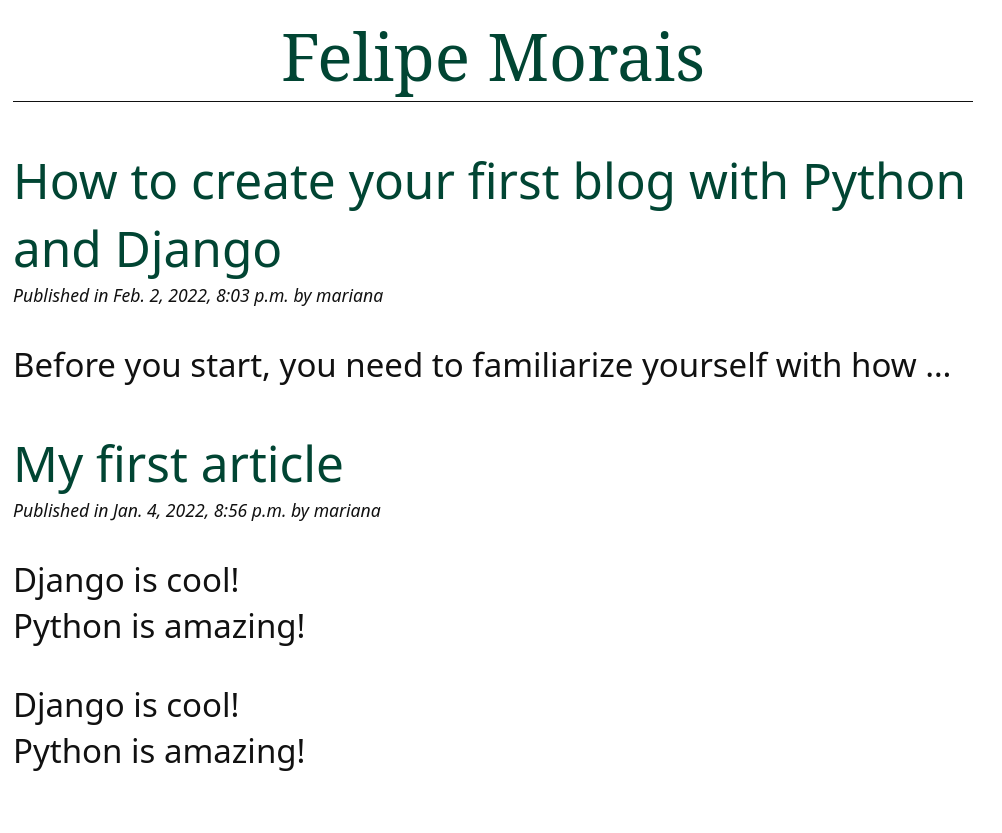 Felipe Morais
How to create your first blog with Python
and Django
Published in Feb. 2, 2022, 8:03 p.m. by mariana
Before you start, you need to familiarize yourself with how ...
My first article
Published in Jan. 4, 2022, 8:56 p.m. by mariana
Django is cool!
Python is amazing!
Django is cool!
Python is amazing!